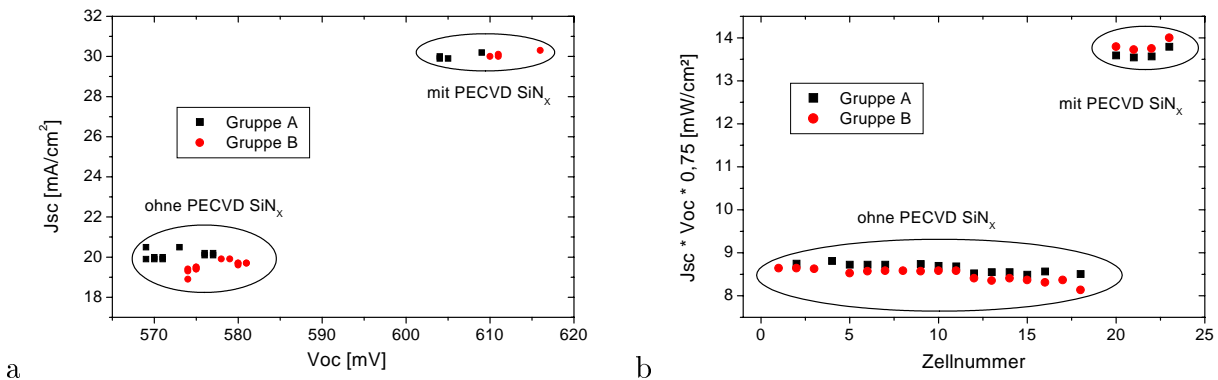 32
30
28
26
24
22
20
18
Jsc [mA/cm²]
mit PECVD SiNₓ
Gruppe A
Gruppe B
ohne PECVD SiNₓ
570 580 590 600 610 620
Voc [mV]
a
14
13
12
11
10
9
8
Jsc * Voc * 0,75 [mW/cm²]
mit PECVD SiNₓ
Gruppe A
Gruppe B
ohne PECVD SiNₓ
0 5 10 15 20 25
Zellnummer
b